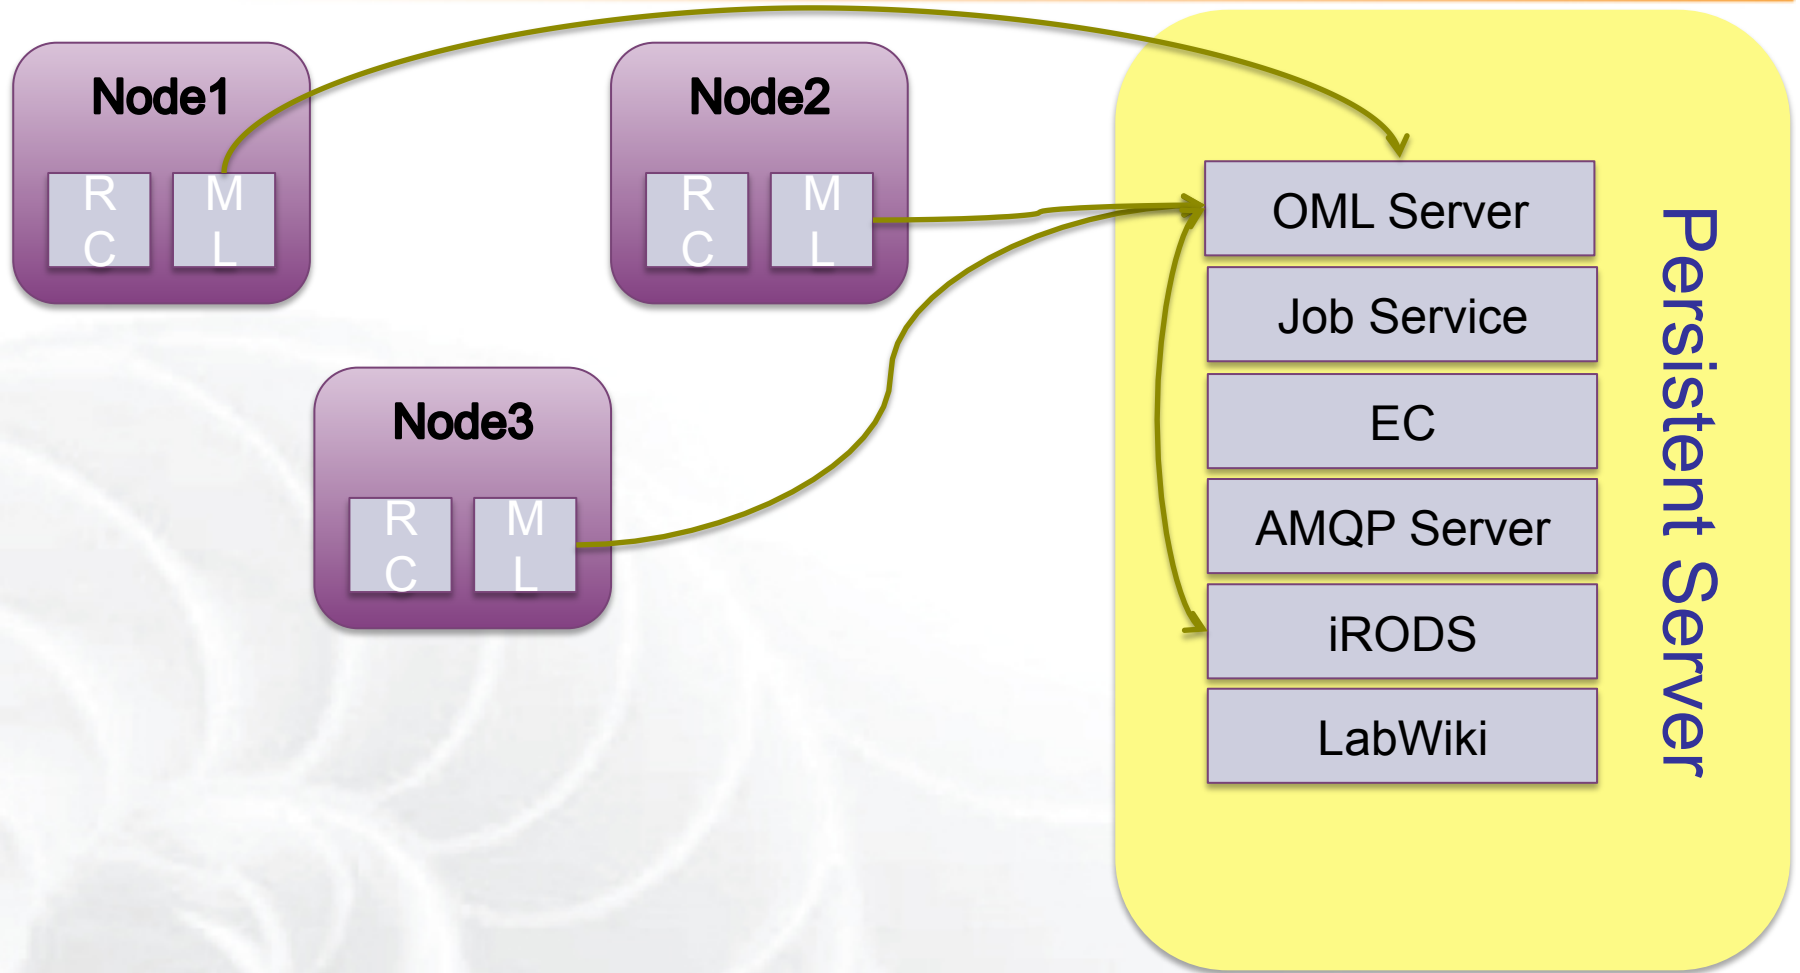 Node1
R
C
M
L
Node2
R
C
M
L
Node3
R
C
M
L
OML Server
Job Service
EC
AMQP Server
iRODS
LabWiki
Persistent Server